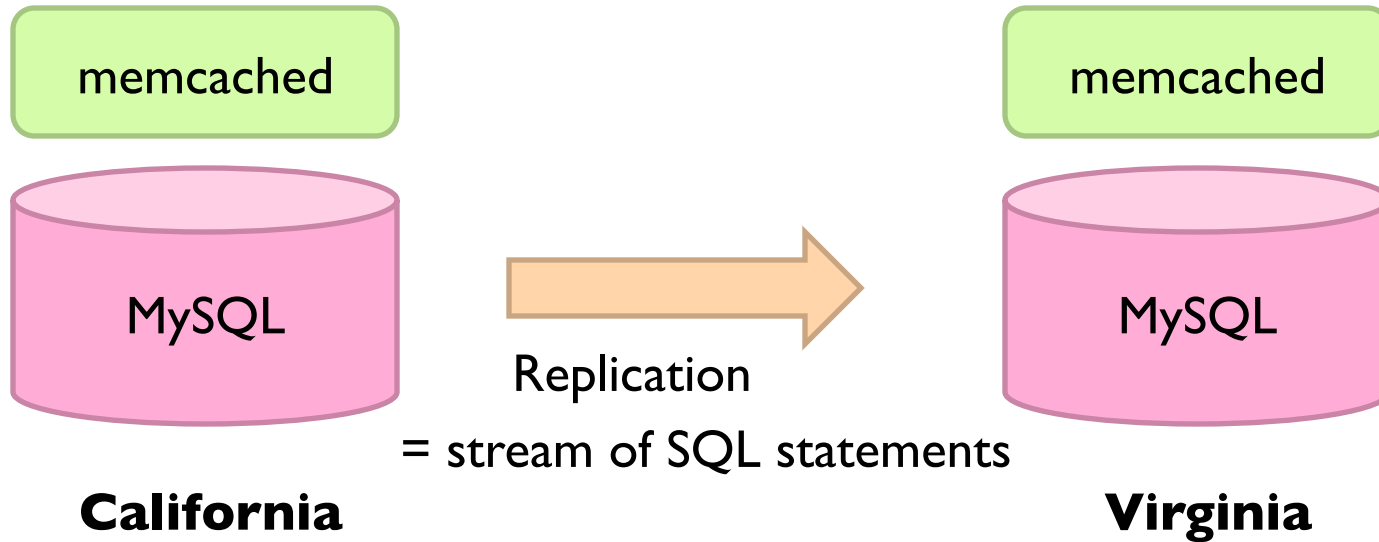 memcached
memcached
MySQL
MySQL
Replication
= stream of SQL statements
California
Virginia